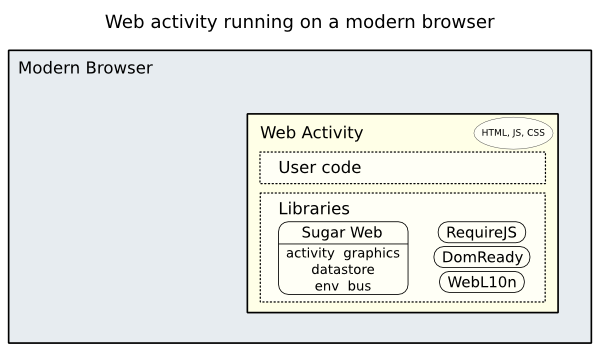 Web activity running on a modern browser
Modern Browser
Web Activity
HTML, JS, CSS
User code
Libraries
Sugar Web
activity graphics
datastore
env bus
RequireJS
DomReady
WebL10n